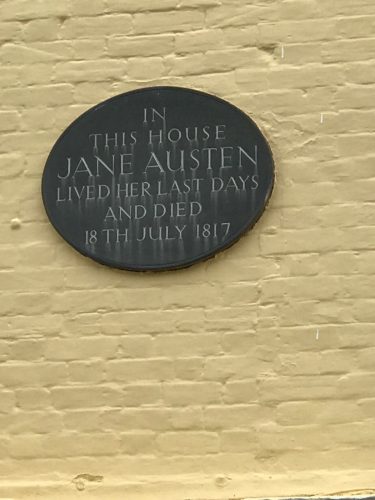 IN
THIS HOUSE
JANE AUSTEN
LIVED HER LAST DAYS
AND DIED
18TH JULY 1817